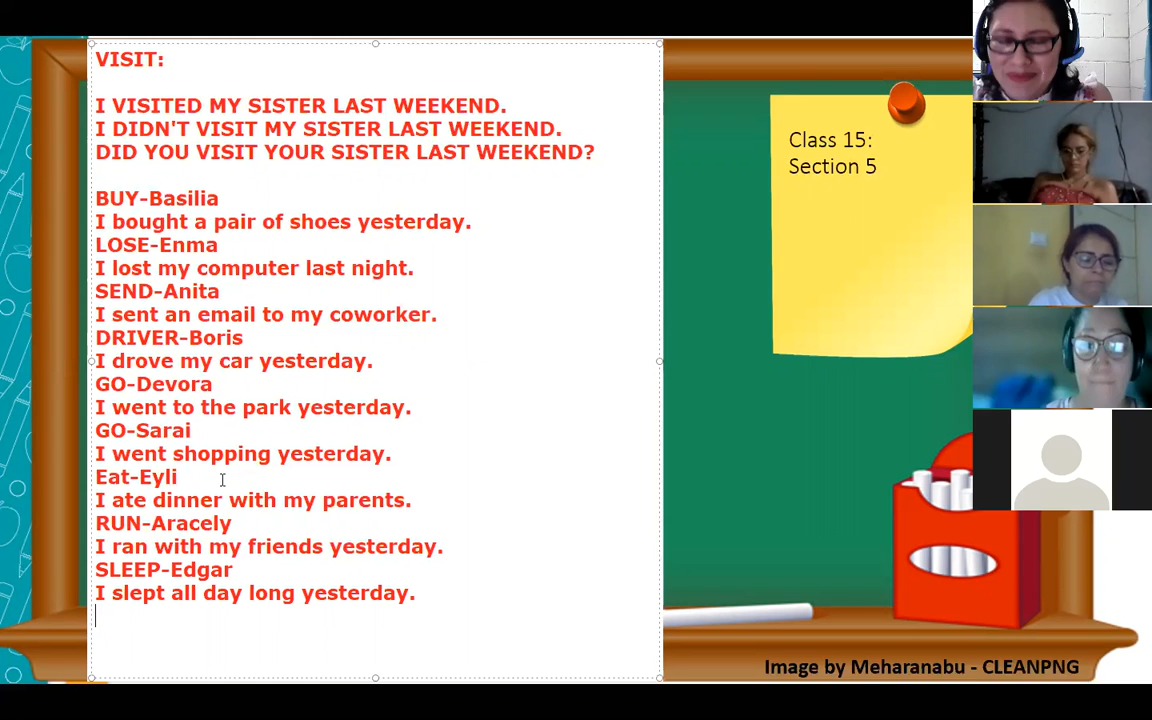 VISIT:
I VISITED MY SISTER LAST WEEKEND.
I DIDN'T VISIT MY SISTER LAST WEEKEND.
DID YOU VISIT YOUR SISTER LAST WEEKEND?
BUY-Basilia
I bought a pair of shoes yesterday.
LOSE-Enma
I lost my computer last night.
SEND-Anita
I sent an email to my coworker.
DRIVER-Boris
I drove my car yesterday.
GO-Devora
I went to the park yesterday.
GO-Sarai
I went shopping yesterday.
Eat-Eyli
I ate dinner with my parents.
RUN-Aracely
I ran with my friends yesterday.
SLEEP-Edgar
I slept all day long yesterday.
Class 15:
Section 5
Image by Meharanabu - CLEANPNG